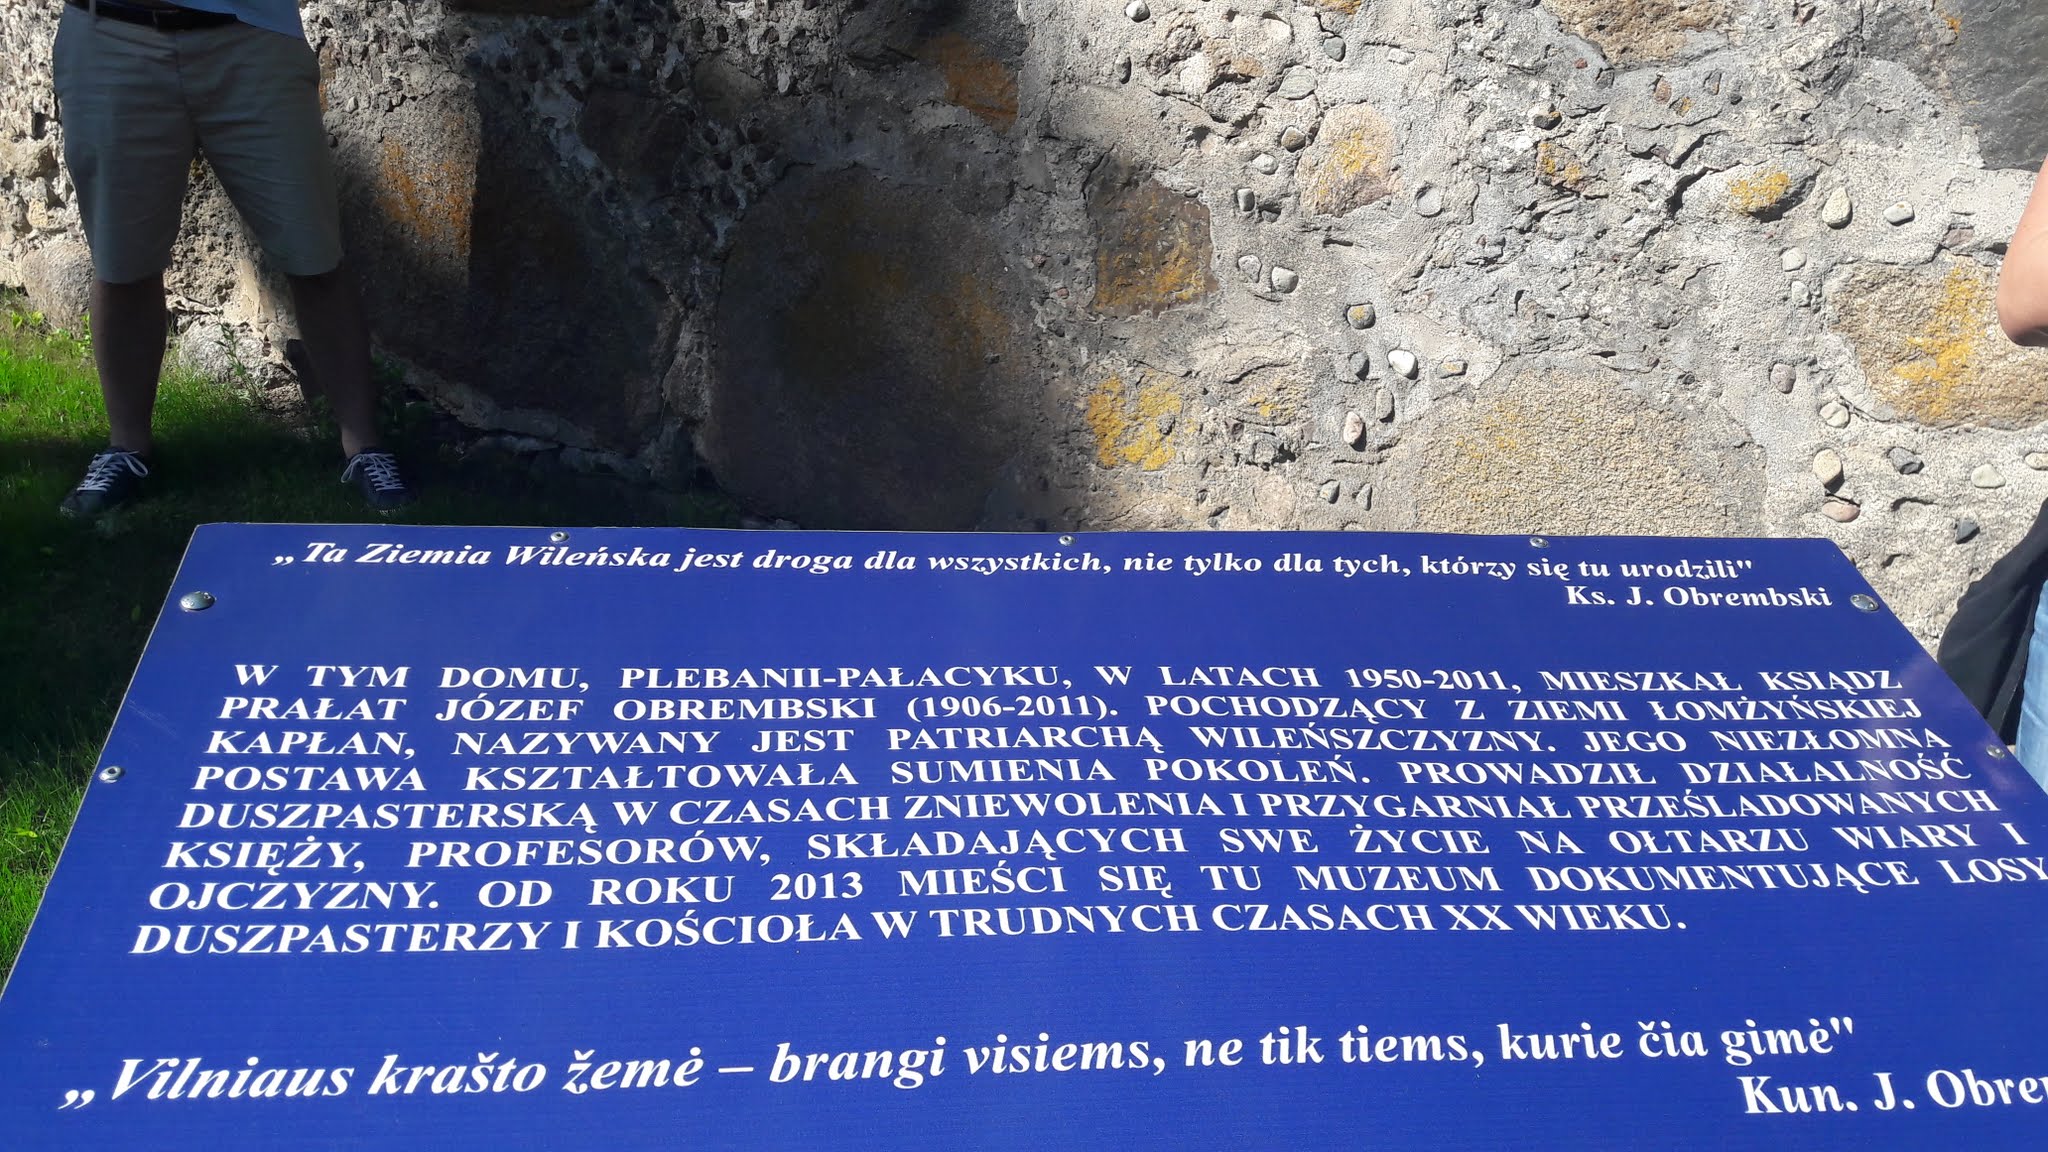 „Ta Ziemia Wileńska jest droga dla wszystkich, nie tylko dla tych, którzy się tu urodzili"
Ks. J. Obrembski
W TYM DOMU, PLEBANII-PAŁACYKU, W LATACH 1950-2011, MIESZKAŁ KSIĄDZ
PRAŁAT JÓZEF OBREMBSKI (1906-2011). POCHODZĄCY Z ZIEMI ŁOMŻYŃSKIEJ
KAPŁAN, NAZYWANY JEST PATRIARCHĄ WILEŃSZCZYZNY. JEGO NIEZŁOMNA
POSTAWA KSZTAŁTOWAŁA SUMIENIA POKOLEŃ. PROWADZIŁ DZIAŁALNOŚĆ
DUSZPASTERSKĄ W CZASACH ZNIEWOLENIA I PRZYGARNIAŁ PRZEŚLADOWANYCH
KSIĘŻY, PROFESORÓW, SKŁADAJĄCYCH SWE ŻYCIE NA OŁTARZU WIARY I
OJCZYZNY. OD ROKU 2013 MIEŚCI SIĘ TU MUZEUM DOKUMENTUJĄCE LOSY
DUSZPASTERZY I KOŚCIOŁA W TRUDNYCH CZASACH XX WIEKU.
„Vilniaus krašto žemė – brangi visiems, ne tik tiems, kurie čia gimė"
Kun. J.